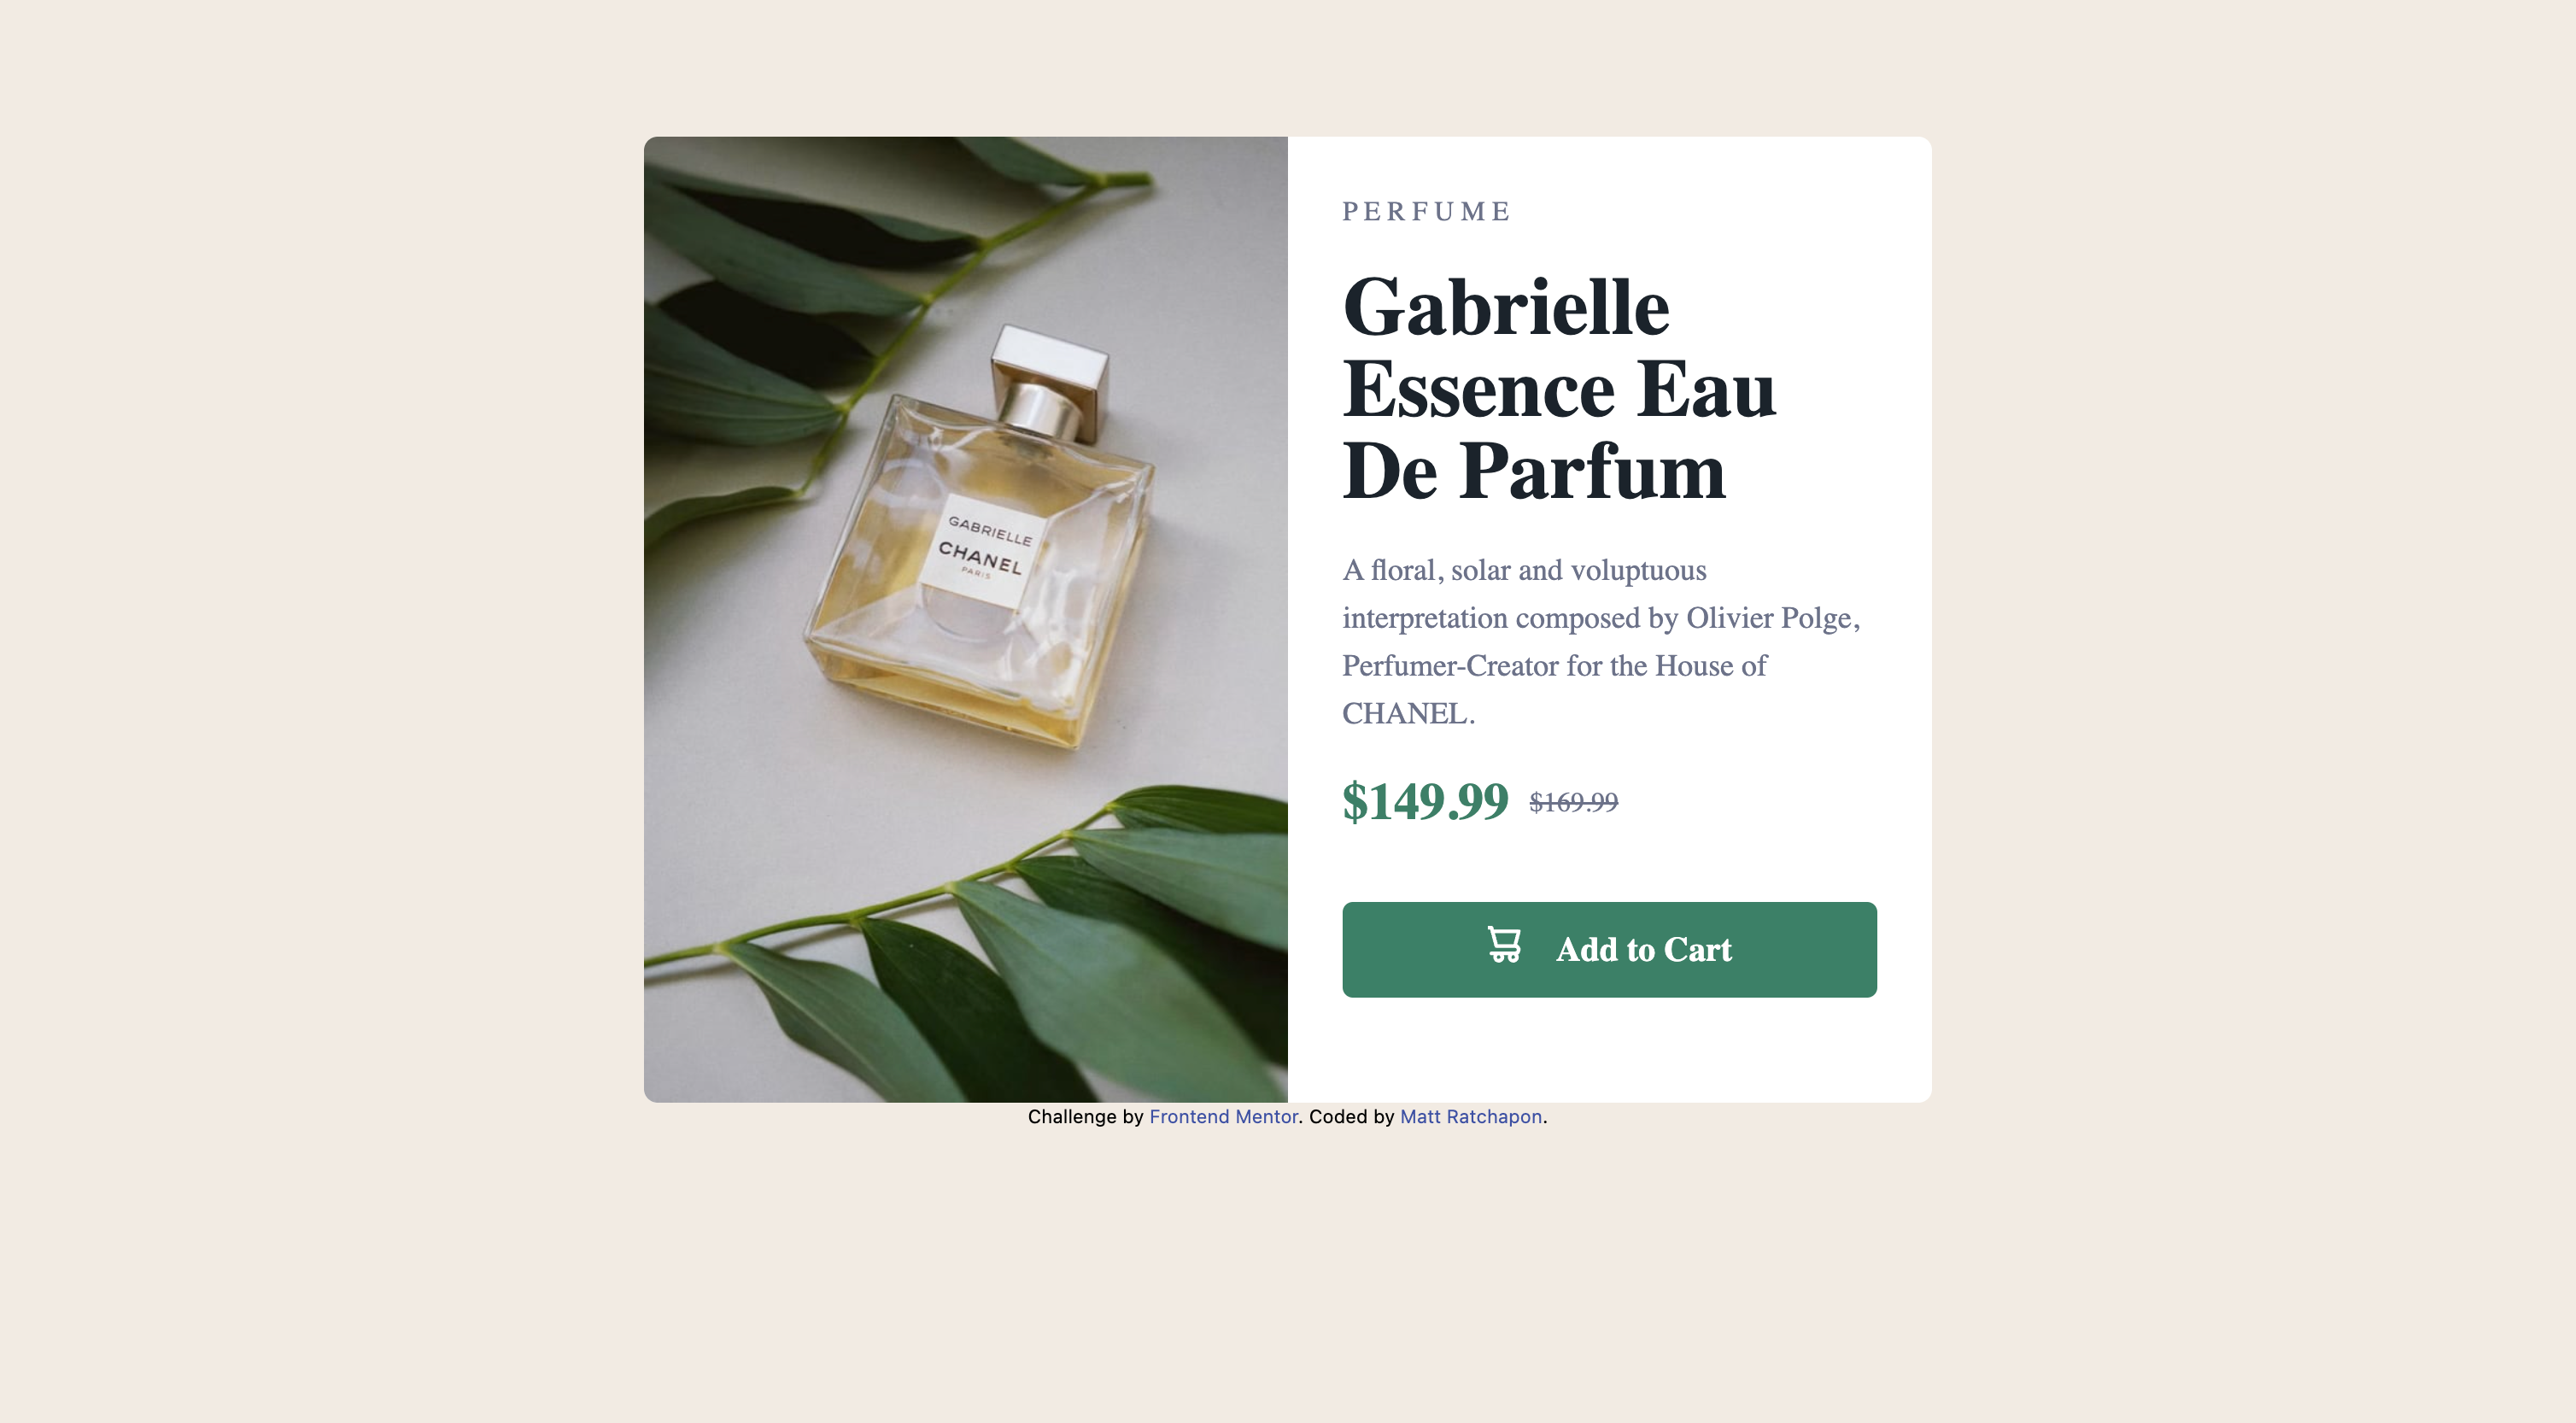 GABRIELLE
CHANEL
PARIS
PERFUME
Gabrielle
Essence Eau
De Parfum
A floral, solar and voluptuous
interpretation composed by Olivier Polge,
Perfumer-Creator for the House of
CHANEL.
$149.99 $169.99
Add to Cart
Challenge by Frontend Mentor. Coded by Matt Ratchapon.